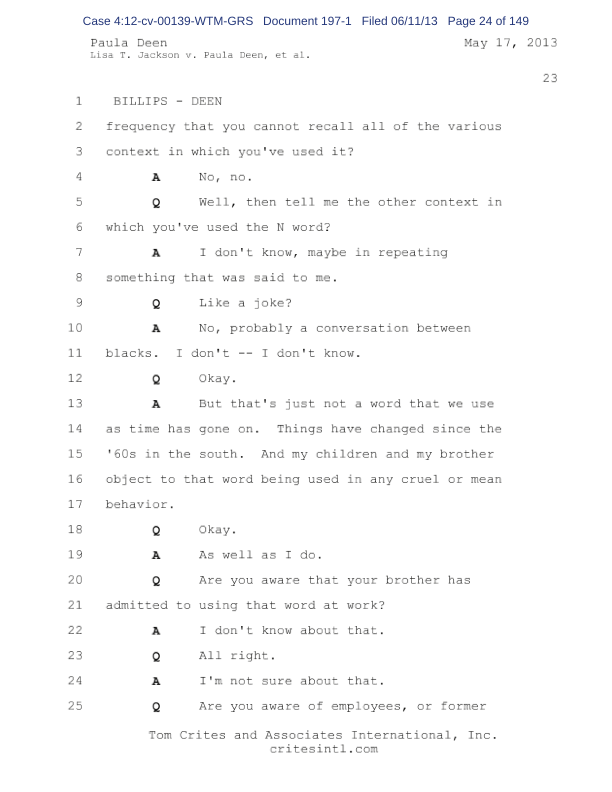 Case 4:12-cv-00139-WTM-GRS Document 197-1 Filed 06/11/13 Page 24 of 149
Paula Deen May 17, 2013
Lisa T. Jackson v. Paula Deen, et al.
23
1 BILLIPS - DEEN
2 frequency that you cannot recall all of the various
3 context in which you've used it?
4 A No, no.
5 Q Well, then tell me the other context in
6 which you've used the N word?
7 A I don't know, maybe in repeating
8 something that was said to me.
9 Q Like a joke?
10 A No, probably a conversation between
11 blacks. I don't -- I don't know.
12 Q Okay.
13 A But that's just not a word that we use
14 as time has gone on. Things have changed since the
15 '60s in the south. And my children and my brother
16 object to that word being used in any cruel or mean
17 behavior.
18 Q Okay.
19 A As well as I do.
20 Q Are you aware that your brother has
21 admitted to using that word at work?
22 A I don't know about that.
23 Q All right.
24 A I'm not sure about that.
25 Q Are you aware of employees, or former
Tom Crites and Associates International, Inc.
critesintl.com